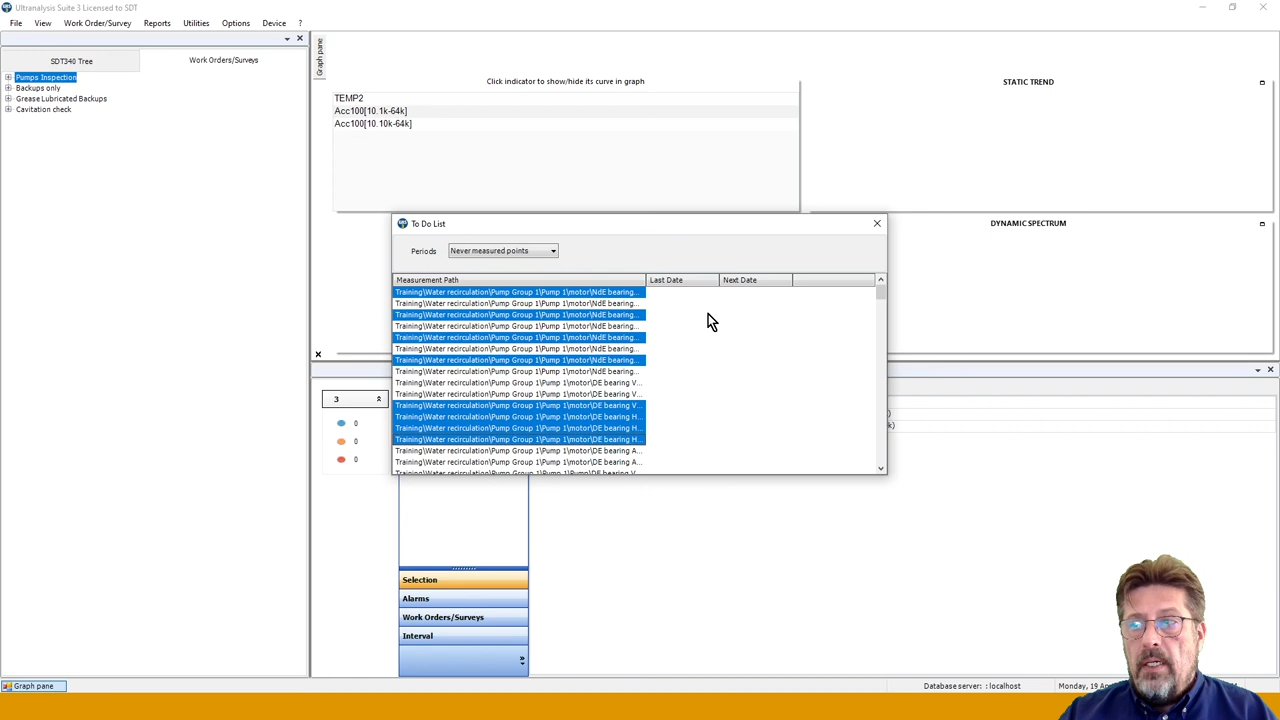 Ultranalysis Suite 3 Licensed to SDT
File View Work Order/Survey Reports Utilities Options Device ?
SDT340 Tree
Work Orders/Surveys
Pumps Inspection
Backups only
Grease Lubricated Backups
Cavitation check
Graph pane
Click indicator to show/hide its curve in graph
TEMP2
Acc100[10.1k-64k]
Acc100[10.10k-64k]
STATIC TREND
DYNAMIC SPECTRUM
To Do List
Periods Never measured points
Measurement Path Last Date Next Date
Training\Water recirculation\Pump Group 1\Pump 1\motor\NdE bearing...
Training\Water recirculation\Pump Group 1\Pump 1\motor\NdE bearing...
Training\Water recirculation\Pump Group 1\Pump 1\motor\NdE bearing...
Training\Water recirculation\Pump Group 1\Pump 1\motor\NdE bearing...
Training\Water recirculation\Pump Group 1\Pump 1\motor\NdE bearing...
Training\Water recirculation\Pump Group 1\Pump 1\motor\NdE bearing...
Training\Water recirculation\Pump Group 1\Pump 1\motor\NdE bearing...
Training\Water recirculation\Pump Group 1\Pump 1\motor\NdE bearing...
Training\Water recirculation\Pump Group 1\Pump 1\motor\DE bearing V...
Training\Water recirculation\Pump Group 1\Pump 1\motor\DE bearing V...
Training\Water recirculation\Pump Group 1\Pump 1\motor\DE bearing V...
Training\Water recirculation\Pump Group 1\Pump 1\motor\DE bearing H...
Training\Water recirculation\Pump Group 1\Pump 1\motor\DE bearing H...
Training\Water recirculation\Pump Group 1\Pump 1\motor\DE bearing H...
Training\Water recirculation\Pump Group 1\Pump 1\motor\DE bearing A...
Training\Water recirculation\Pump Group 1\Pump 1\motor\DE bearing A...
Training\Water recirculation\Pump Group 1\Pump 1\Pump\DE bearing V...
3
0
0
0
Selection
Alarms
Work Orders/Surveys
Interval
Graph pane
Database server: : localhost
Monday, 19